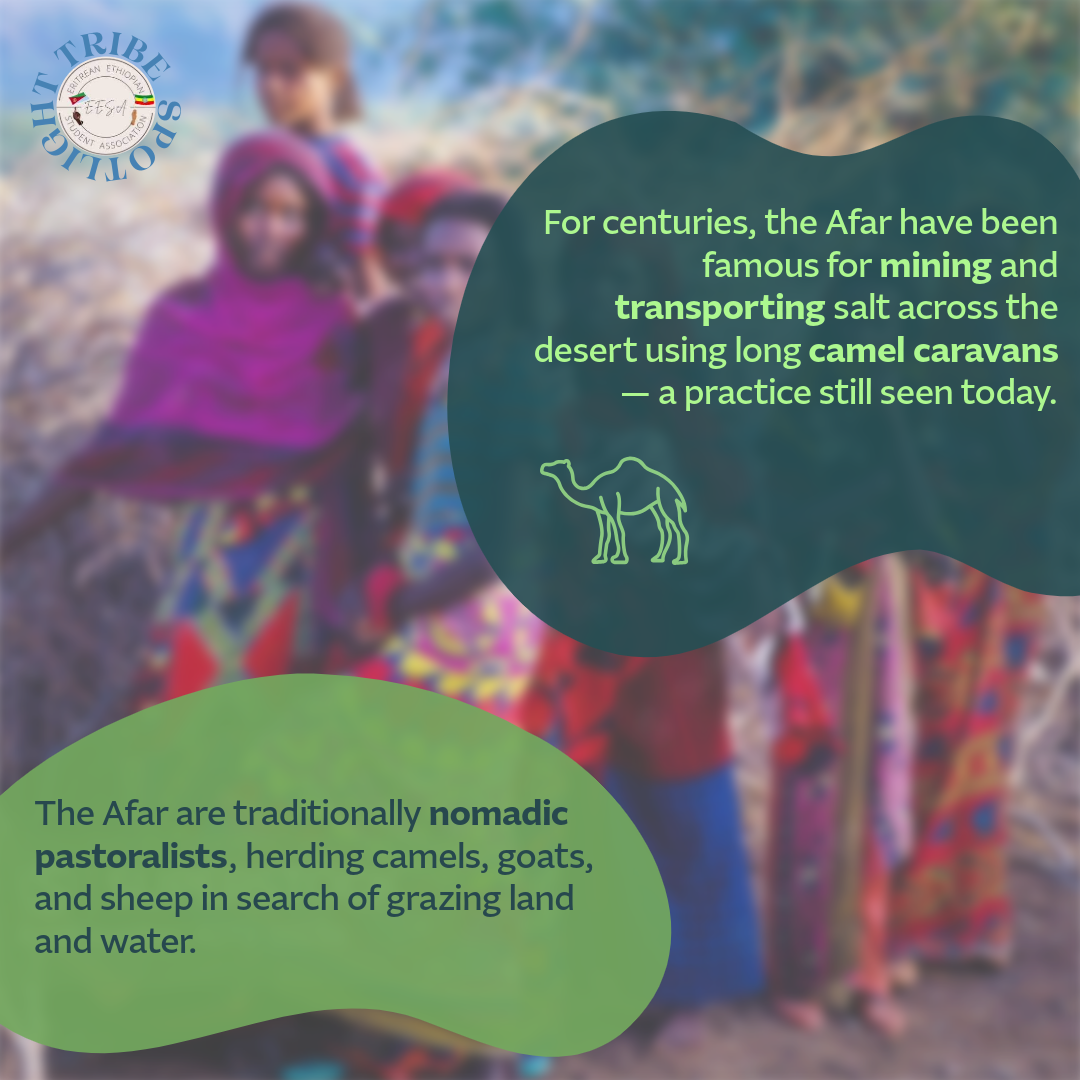 TRIBE SPOTLIGHT
ERITREAN ETHIOPIAN
EESA
STUDENT ASSOCIATION
For centuries, the Afar have been
famous for mining and
transporting salt across the
desert using long camel caravans
— a practice still seen today.
The Afar are traditionally nomadic
pastoralists, herding camels, goats,
and sheep in search of grazing land
and water.